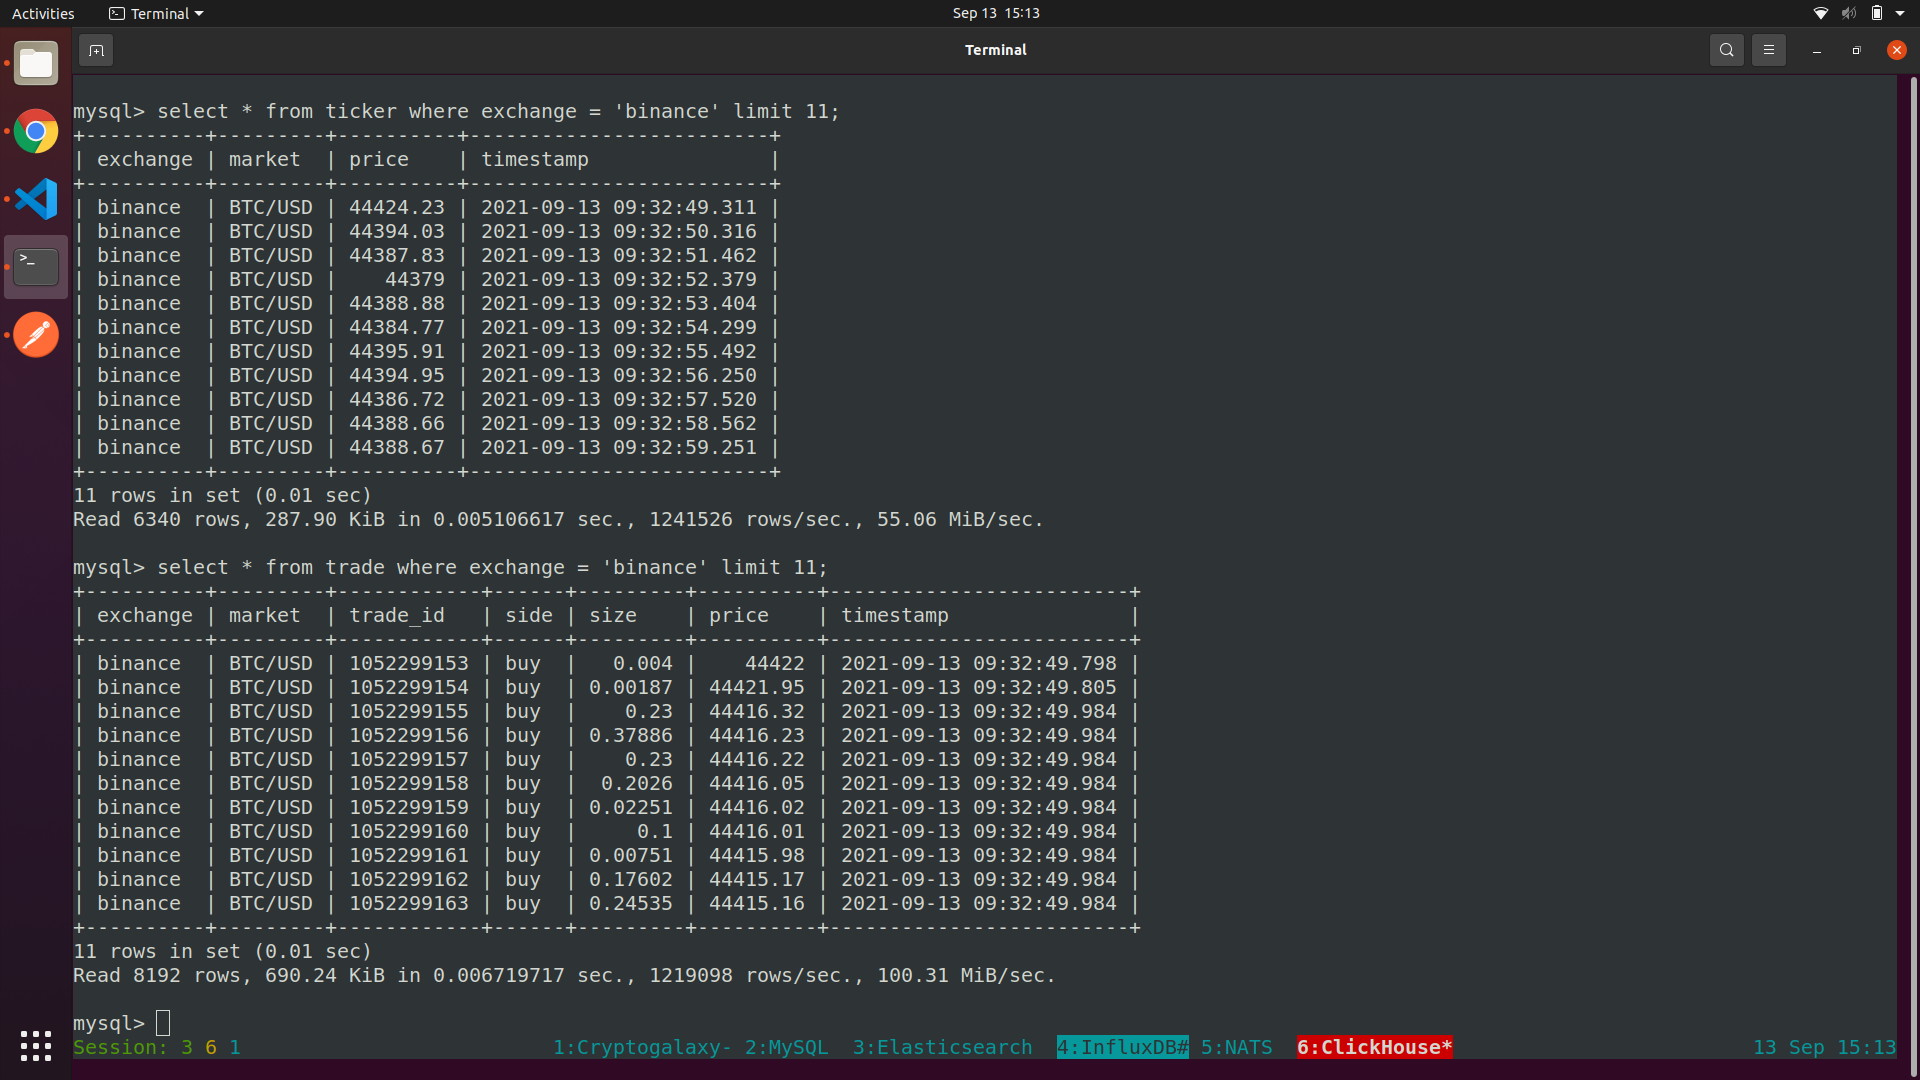 Activities Terminal Sep 13 15:13
Terminal
mysql> select * from ticker where exchange = 'binance' limit 11;
+----------+---------+----------+-------------------------+
| exchange | market  | price    | timestamp               |
+----------+---------+----------+-------------------------+
| binance  | BTC/USD | 44424.23 | 2021-09-13 09:32:49.311 |
| binance  | BTC/USD | 44394.03 | 2021-09-13 09:32:50.316 |
| binance  | BTC/USD | 44387.83 | 2021-09-13 09:32:51.462 |
| binance  | BTC/USD |    44379 | 2021-09-13 09:32:52.379 |
| binance  | BTC/USD | 44388.88 | 2021-09-13 09:32:53.404 |
| binance  | BTC/USD | 44384.77 | 2021-09-13 09:32:54.299 |
| binance  | BTC/USD | 44395.91 | 2021-09-13 09:32:55.492 |
| binance  | BTC/USD | 44394.95 | 2021-09-13 09:32:56.250 |
| binance  | BTC/USD | 44386.72 | 2021-09-13 09:32:57.520 |
| binance  | BTC/USD | 44388.66 | 2021-09-13 09:32:58.562 |
| binance  | BTC/USD | 44388.67 | 2021-09-13 09:32:59.251 |
+----------+---------+----------+-------------------------+
11 rows in set (0.01 sec)
Read 6340 rows, 287.90 KiB in 0.005106617 sec., 1241526 rows/sec., 55.06 MiB/sec.
mysql> select * from trade where exchange = 'binance' limit 11;
+----------+---------+------------+------+---------+----------+-------------------------+
| exchange | market  | trade_id   | side | size    | price    | timestamp               |
+----------+---------+------------+------+---------+----------+-------------------------+
| binance  | BTC/USD | 1052299153 | buy  |   0.004 |    44422 | 2021-09-13 09:32:49.798 |
| binance  | BTC/USD | 1052299154 | buy  | 0.00187 | 44421.95 | 2021-09-13 09:32:49.805 |
| binance  | BTC/USD | 1052299155 | buy  |    0.23 | 44416.32 | 2021-09-13 09:32:49.984 |
| binance  | BTC/USD | 1052299156 | buy  | 0.37886 | 44416.23 | 2021-09-13 09:32:49.984 |
| binance  | BTC/USD | 1052299157 | buy  |    0.23 | 44416.22 | 2021-09-13 09:32:49.984 |
| binance  | BTC/USD | 1052299158 | buy  |  0.2026 | 44416.05 | 2021-09-13 09:32:49.984 |
| binance  | BTC/USD | 1052299159 | buy  | 0.02251 | 44416.02 | 2021-09-13 09:32:49.984 |
| binance  | BTC/USD | 1052299160 | buy  |     0.1 | 44416.01 | 2021-09-13 09:32:49.984 |
| binance  | BTC/USD | 1052299161 | buy  | 0.00751 | 44415.98 | 2021-09-13 09:32:49.984 |
| binance  | BTC/USD | 1052299162 | buy  | 0.17602 | 44415.17 | 2021-09-13 09:32:49.984 |
| binance  | BTC/USD | 1052299163 | buy  | 0.24535 | 44415.16 | 2021-09-13 09:32:49.984 |
+----------+---------+------------+------+---------+----------+-------------------------+
11 rows in set (0.01 sec)
Read 8192 rows, 690.24 KiB in 0.006719717 sec., 1219098 rows/sec., 100.31 MiB/sec.
mysql>
Session: 3 6 1 1:Cryptogalaxy- 2:MySQL 3:Elasticsearch 4:InfluxDB# 5:NATS 6:ClickHouse* 13 Sep 15:13